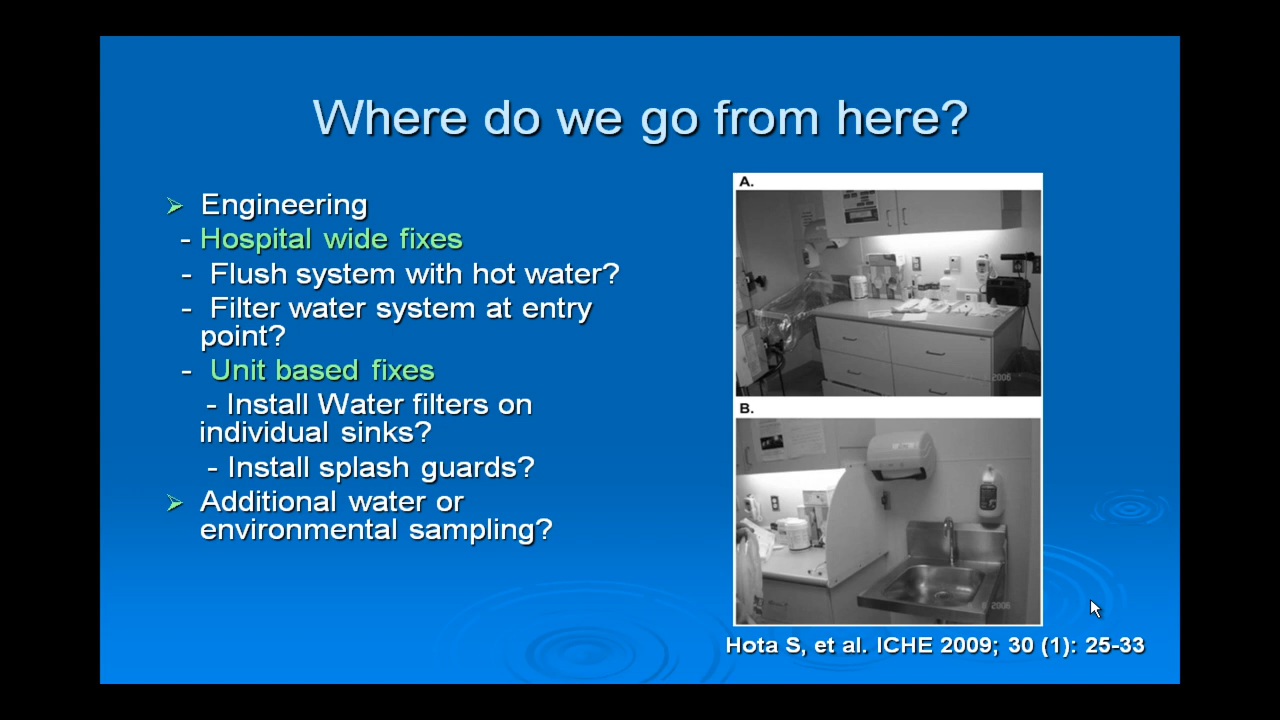 Where do we go from here?
➢ Engineering
- Hospital wide fixes
- Flush system with hot water?
- Filter water system at entry
point?
- Unit based fixes
- Install Water filters on
individual sinks?
- Install splash guards?
➢ Additional water or
environmental sampling?
A.
2006
B.
8 2006
Hota S, et al. ICHE 2009; 30 (1): 25-33